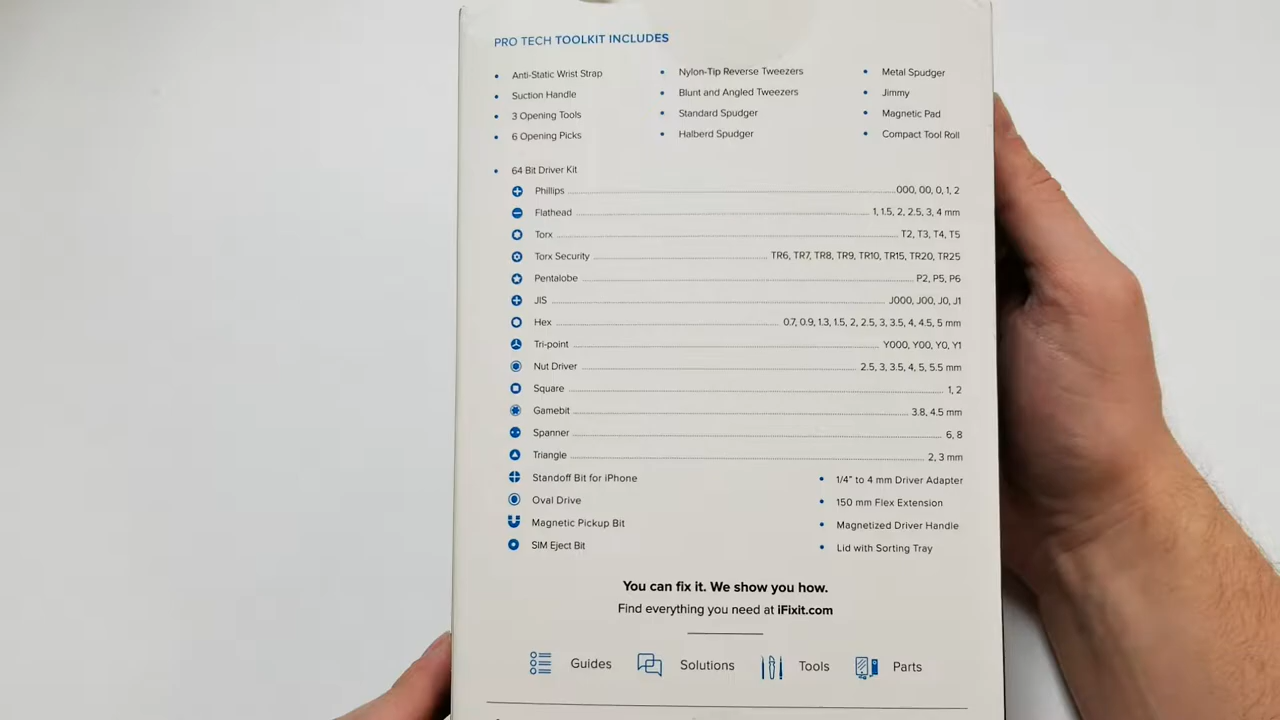 PRO TECH TOOLKIT INCLUDES
• Anti-Static Wrist Strap
• Suction Handle
• 3 Opening Tools
• 6 Opening Picks
• Nylon-Tip Reverse Tweezers
• Blunt and Angled Tweezers
• Standard Spudger
• Halberd Spudger
• Metal Spudger
• Jimmy
• Magnetic Pad
• Compact Tool Roll
• 64 Bit Driver Kit
Phillips 000, 00, 0, 1, 2
Flathead 1, 1.5, 2, 2.5, 3, 4 mm
Torx T2, T3, T4, T5
Torx Security TR6, TR7, TR8, TR9, TR10, TR15, TR20, TR25
Pentalobe P2, P5, P6
JIS J000, J00, J0, J1
Hex 0.7, 0.9, 1.3, 1.5, 2, 2.5, 3, 3.5, 4, 4.5, 5 mm
Tri-point Y000, Y00, Y0, Y1
Nut Driver 2.5, 3, 3.5, 4, 5, 5.5 mm
Square 1, 2
Gamebit 3.8, 4.5 mm
Spanner 6, 8
Triangle 2, 3 mm
Standoff Bit for iPhone
Oval Drive
Magnetic Pickup Bit
SIM Eject Bit
• 1/4" to 4 mm Driver Adapter
• 150 mm Flex Extension
• Magnetized Driver Handle
• Lid with Sorting Tray
You can fix it. We show you how.
Find everything you need at iFixit.com
Guides Solutions Tools Parts